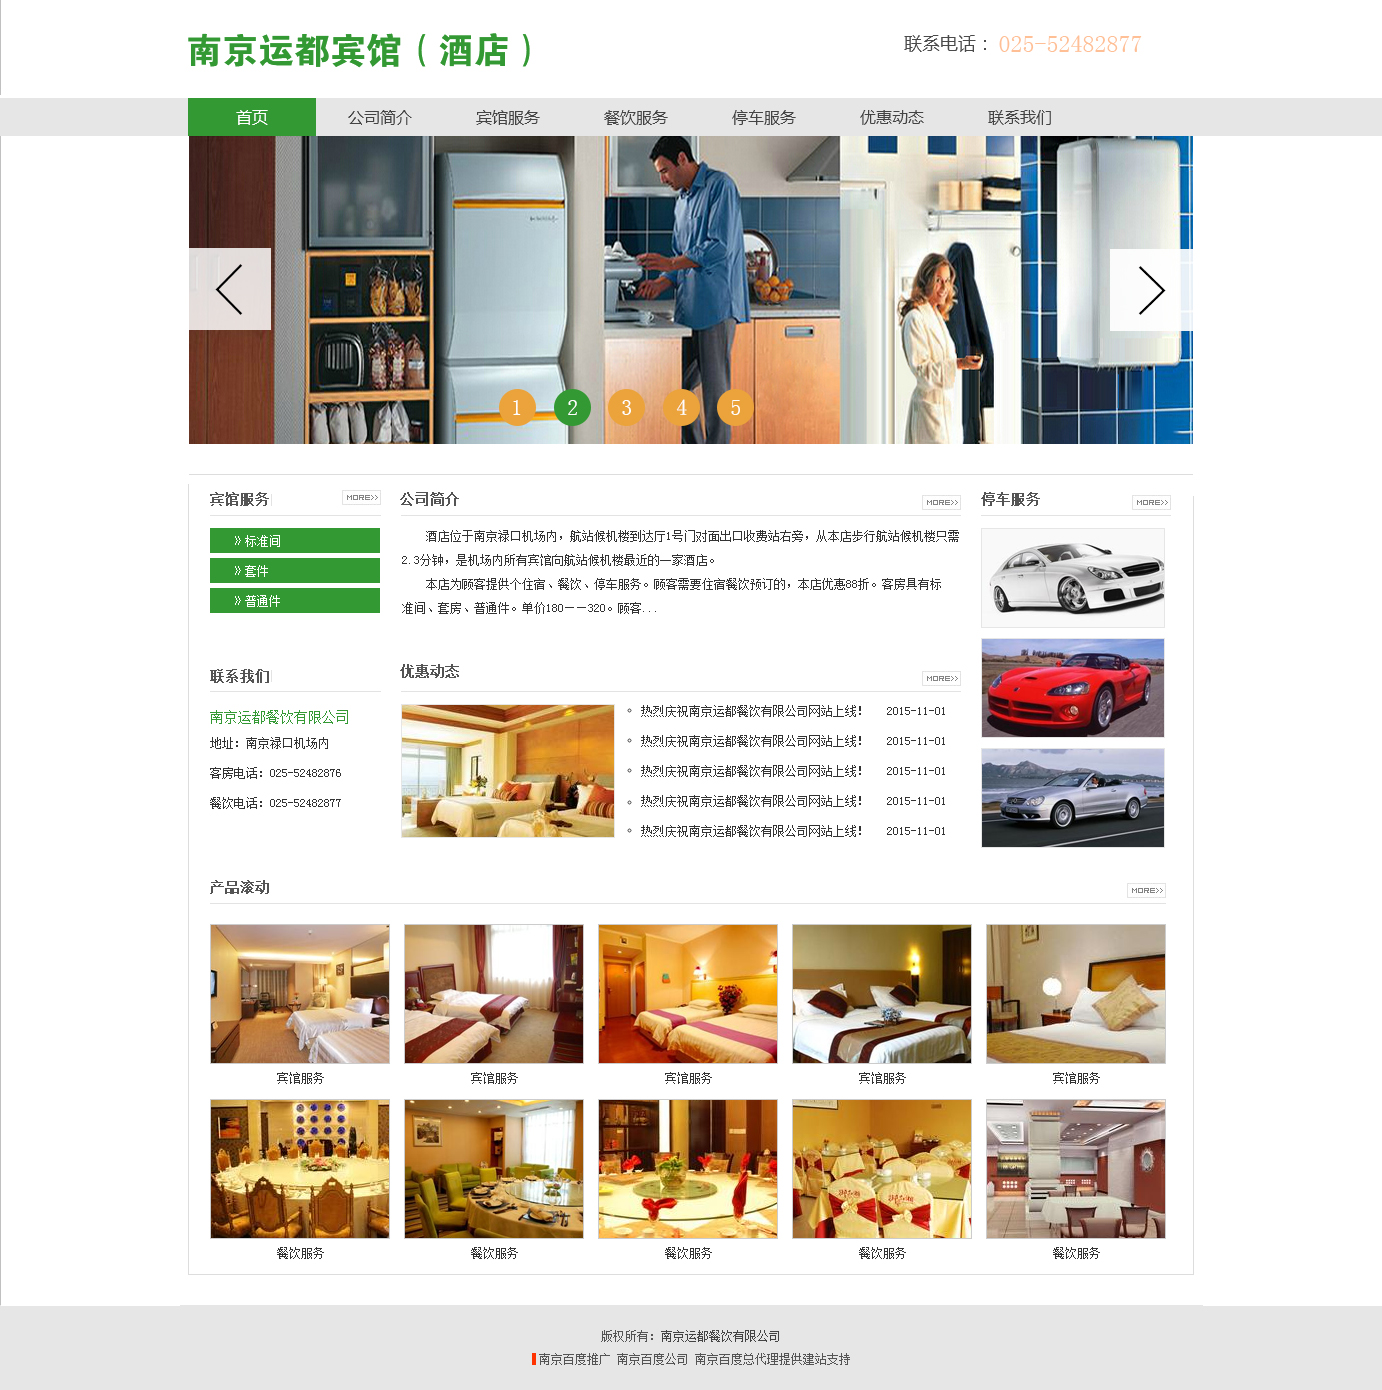 南京运都宾馆（酒店）
联系电话： 025-52482877
首页 公司简介 宾馆服务 餐饮服务 停车服务 优惠动态 联系我们
1 2 3 4 5
宾馆服务 MORE>>
» 标准间
» 套件
» 普通件
联系我们
南京运都餐饮有限公司
地址：南京禄口机场内
客房电话：025-52482876
餐饮电话：025-52482877
公司简介 MORE>>
酒店位于南京禄口机场内，航站候机楼到达厅1号门对面出口收费站右旁，从本店步行航站候机楼只需
2.3分钟，是机场内所有宾馆向航站候机楼最近的一家酒店。
本店为顾客提供个住宿、餐饮、停车服务。顾客需要住宿餐饮预订的，本店优惠88折。客房具有标
准间、套房、普通件。单价180——320。顾客...
优惠动态 MORE>>
热烈庆祝南京运都餐饮有限公司网站上线！ 2015-11-01
热烈庆祝南京运都餐饮有限公司网站上线！ 2015-11-01
热烈庆祝南京运都餐饮有限公司网站上线！ 2015-11-01
热烈庆祝南京运都餐饮有限公司网站上线！ 2015-11-01
热烈庆祝南京运都餐饮有限公司网站上线！ 2015-11-01
停车服务 MORE>>
产品滚动 MORE>>
宾馆服务 宾馆服务 宾馆服务 宾馆服务 宾馆服务
餐饮服务 餐饮服务 餐饮服务 餐饮服务 餐饮服务
版权所有：南京运都餐饮有限公司
南京百度推广 南京百度公司 南京百度总代理提供建站支持